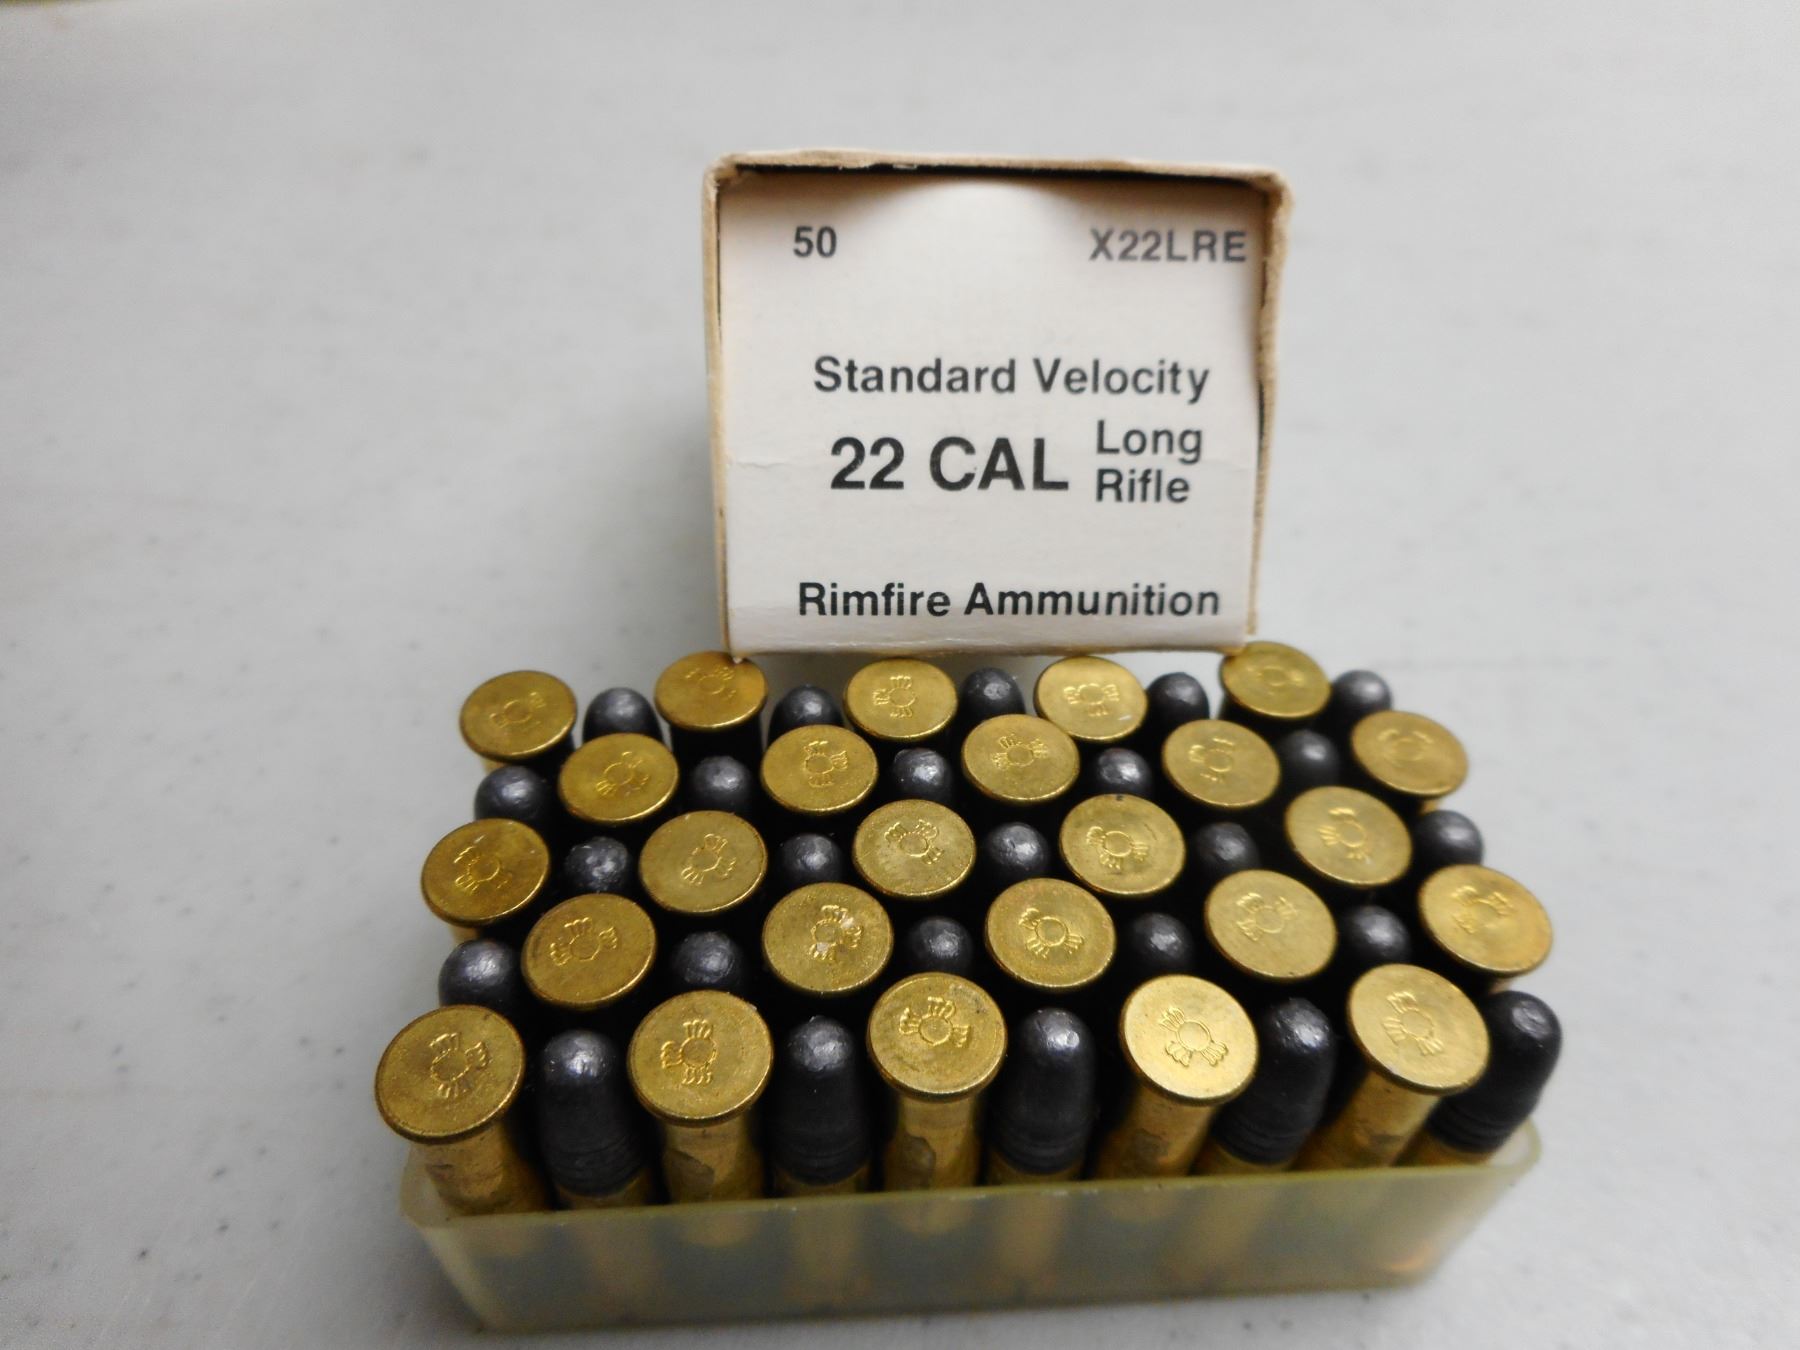 50 X22LRE
Standard Velocity
22 CAL Long
Rifle
Rimfire Ammunition